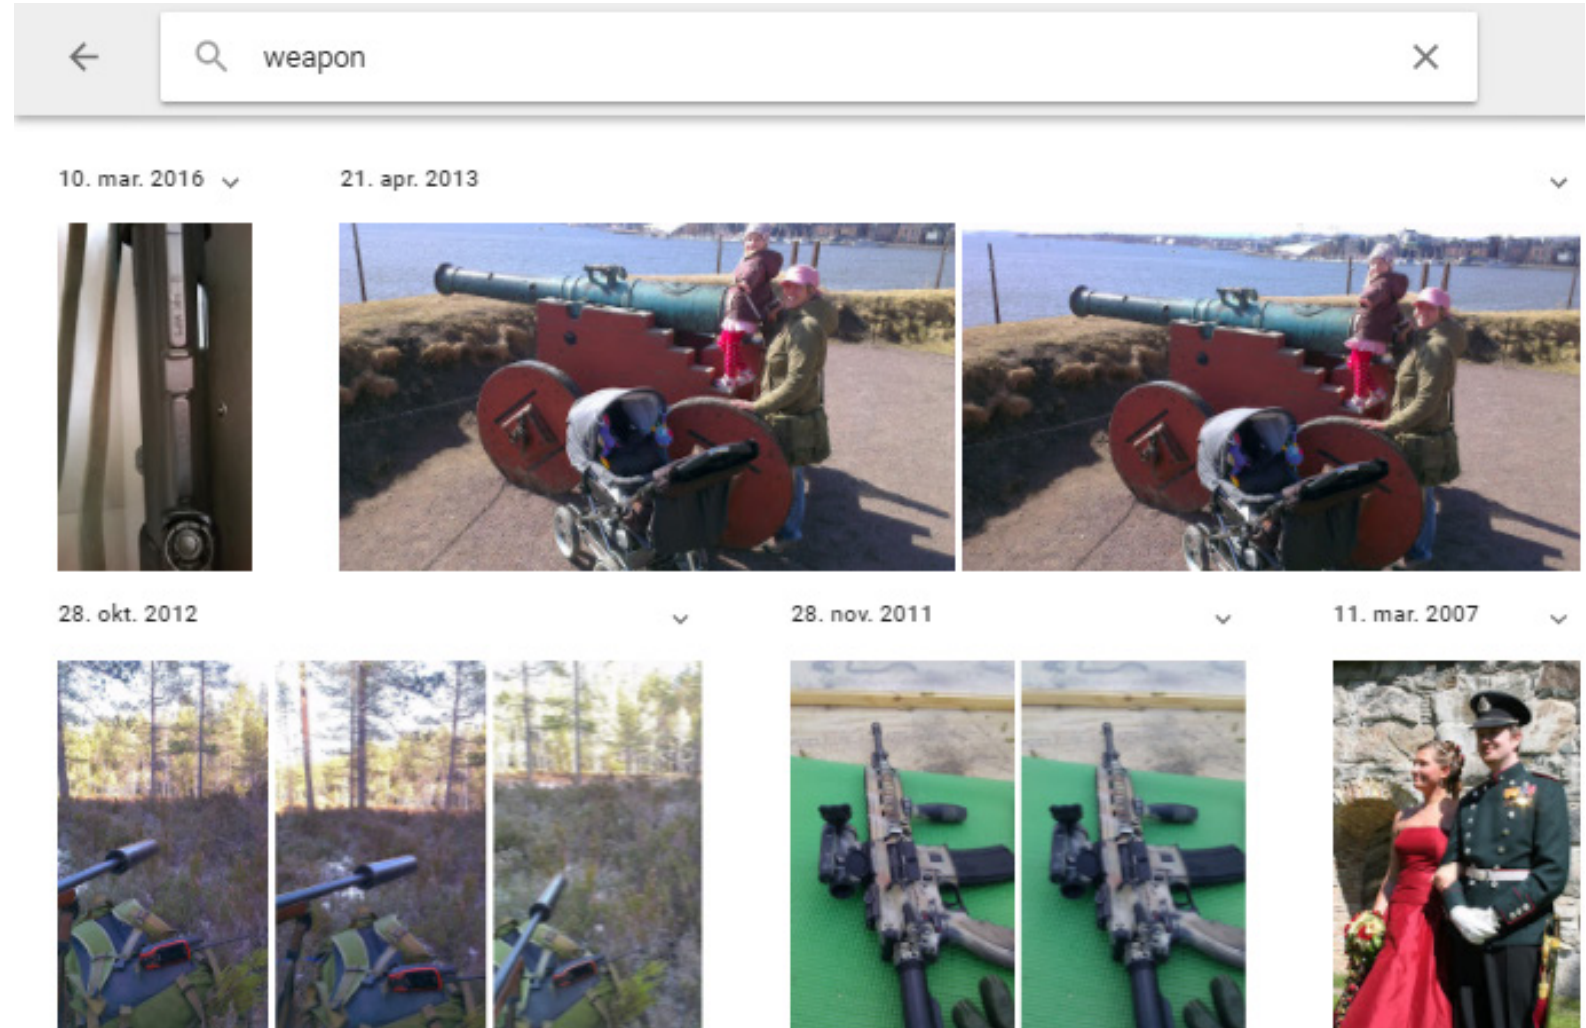 weapon
10. mar. 2016
21. apr. 2013
28. okt. 2012
28. nov. 2011
11. mar. 2007